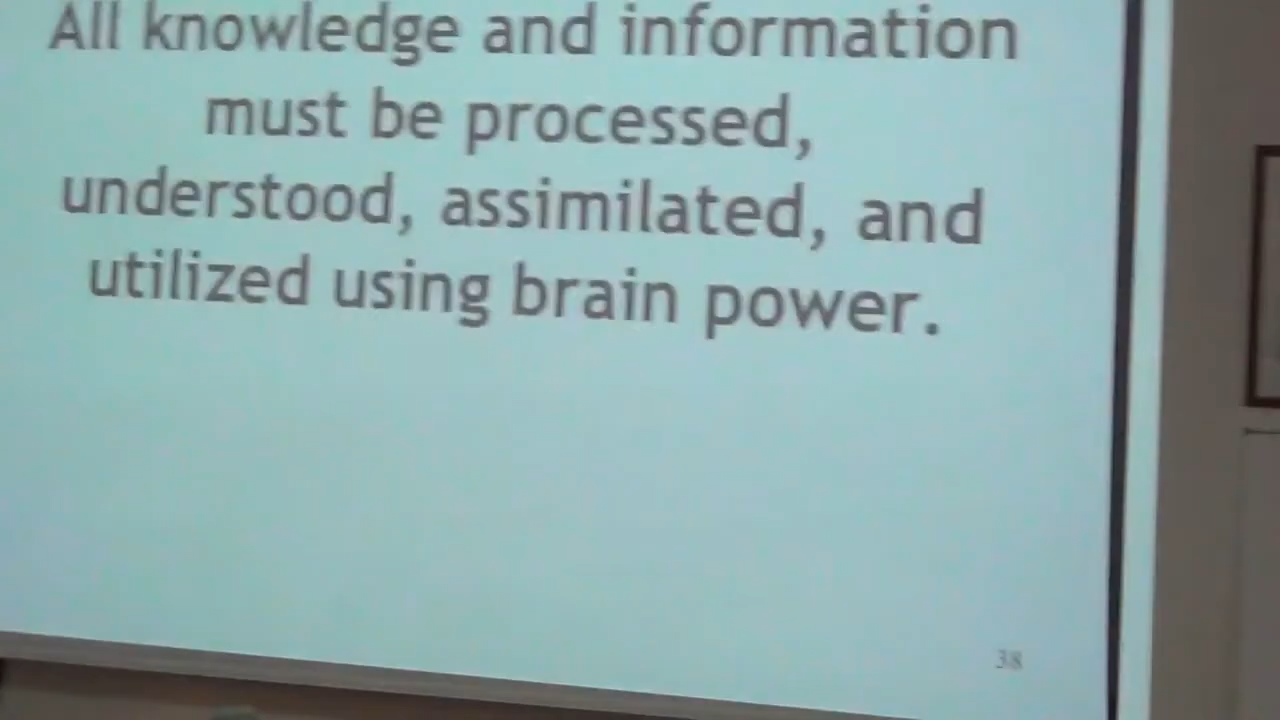 All knowledge and information
must be processed,
understood, assimilated, and
utilized using brain power.
38